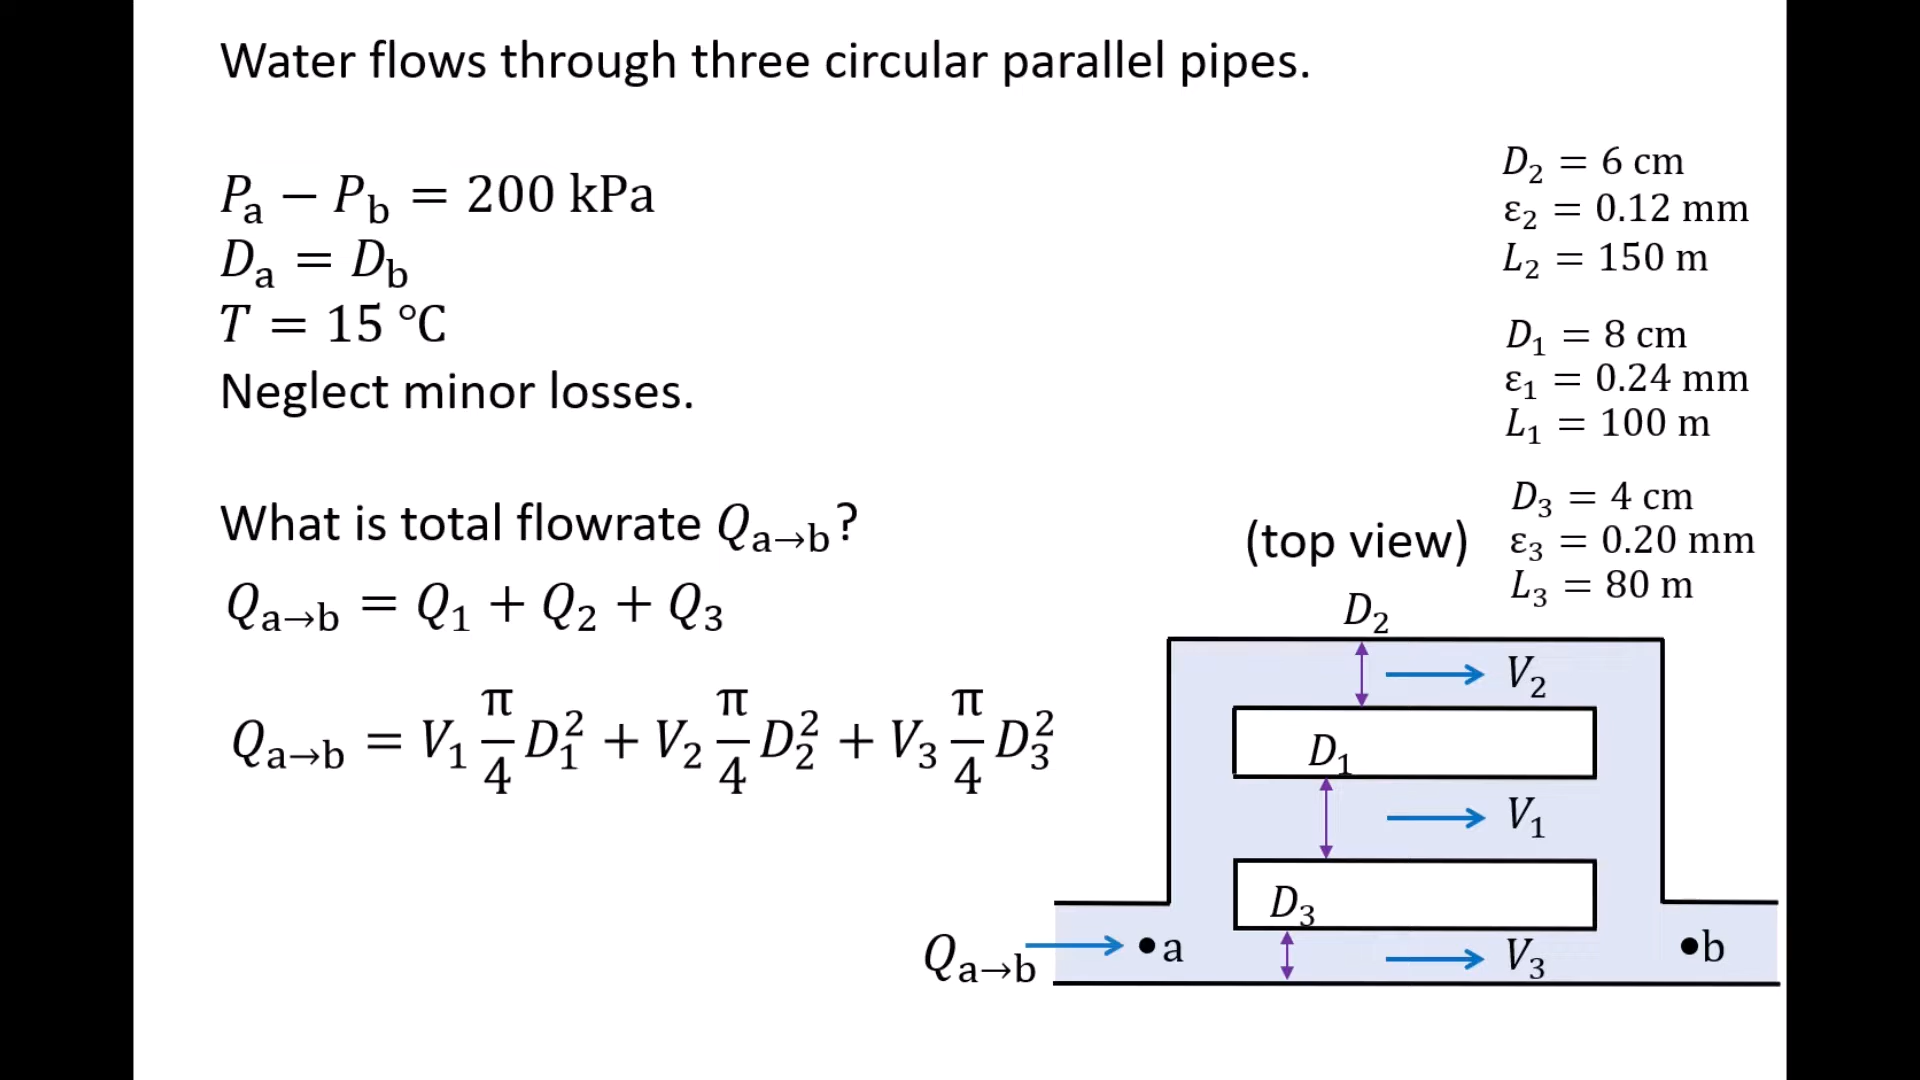 Water flows through three circular parallel pipes.
Pₐ − P_b = 200 kPa
Dₐ = D_b
T = 15 °C
Neglect minor losses.
What is total flowrate Q_a→b?
Q_a→b = Q₁ + Q₂ + Q₃
Q_a→b = V₁ π/4 D₁² + V₂ π/4 D₂² + V₃ π/4 D₃²
D₂ = 6 cm
ε₂ = 0.12 mm
L₂ = 150 m
D₁ = 8 cm
ε₁ = 0.24 mm
L₁ = 100 m
D₃ = 4 cm
ε₃ = 0.20 mm
L₃ = 80 m
(top view)
D₂
V₂
D₁
V₁
D₃
Q_a→b
•a
V₃
•b